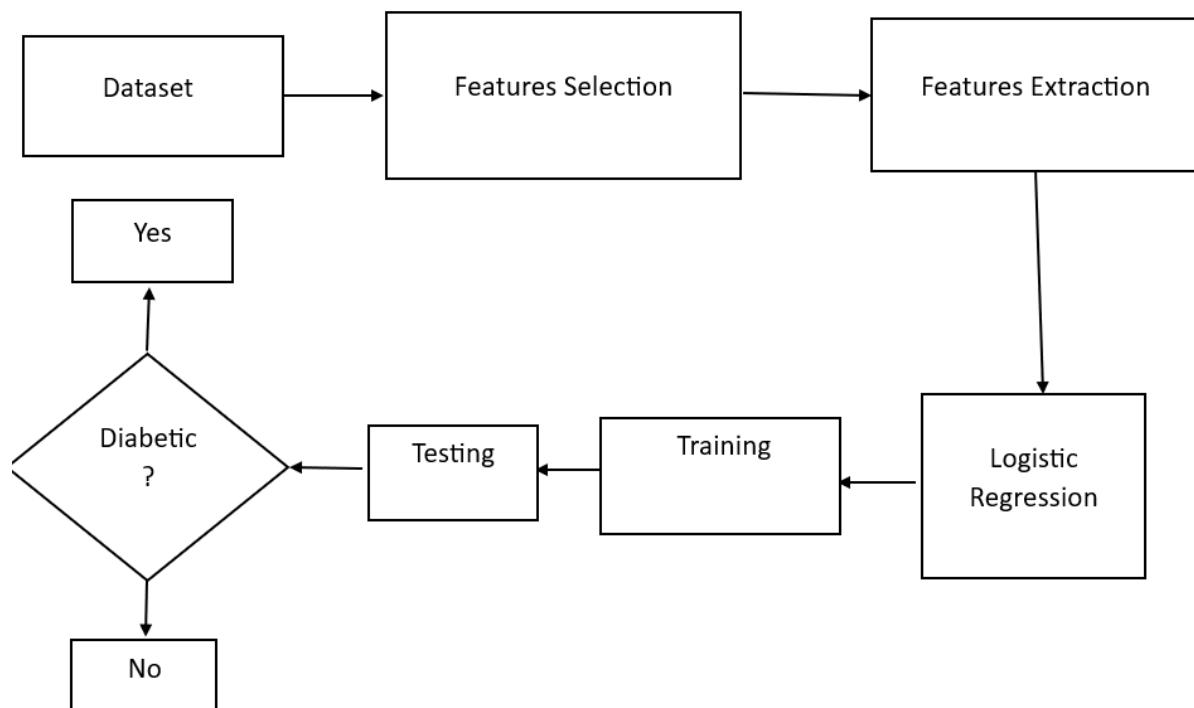 Dataset
Features Selection
Features Extraction
Yes
Diabetic
?
Testing
Training
Logistic
Regression
No